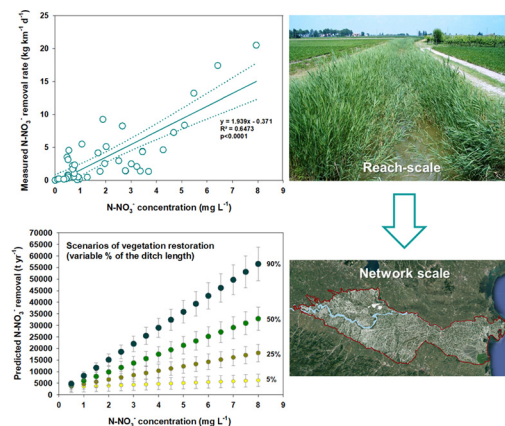 Measured N-NO3⁻ removal rate (kg km⁻¹ d⁻¹)
25
20
15
10
5
0
y = 1.939x - 0.371
R² = 0.6473
p<0.0001
0 1 2 3 4 5 6 7 8 9
N-NO3⁻ concentration (mg L⁻¹)
Reach-scale
Predicted N-NO3⁻ removal (t yr⁻¹)
70000
65000
60000
55000
50000
45000
40000
35000
30000
25000
20000
15000
10000
5000
0
Scenarios of vegetation restoration
(variable % of the ditch length)
90%
50%
25%
5%
0 1 2 3 4 5 6 7 8 9
N-NO3⁻ concentration (mg L⁻¹)
Network scale